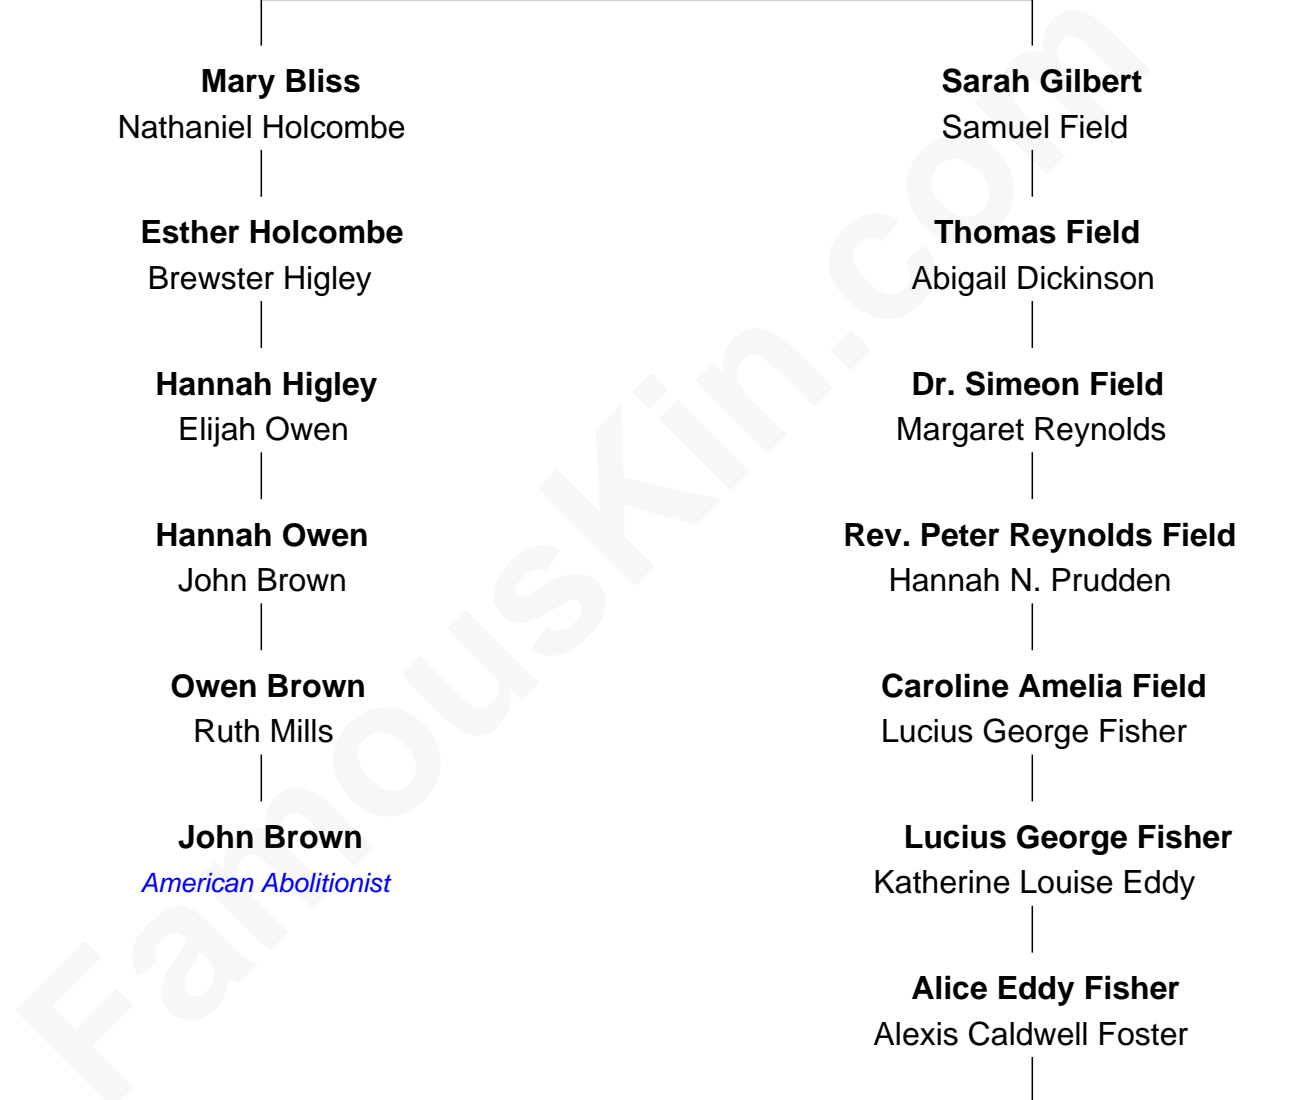 Mary Bliss
Nathaniel Holcombe
Esther Holcombe
Brewster Higley
Hannah Higley
Elijah Owen
Hannah Owen
John Brown
Owen Brown
Ruth Mills
John Brown
American Abolitionist
Sarah Gilbert
Samuel Field
Thomas Field
Abigail Dickinson
Dr. Simeon Field
Margaret Reynolds
Rev. Peter Reynolds Field
Hannah N. Prudden
Caroline Amelia Field
Lucius George Fisher
Lucius George Fisher
Katherine Louise Eddy
Alice Eddy Fisher
Alexis Caldwell Foster
FamousKin.com